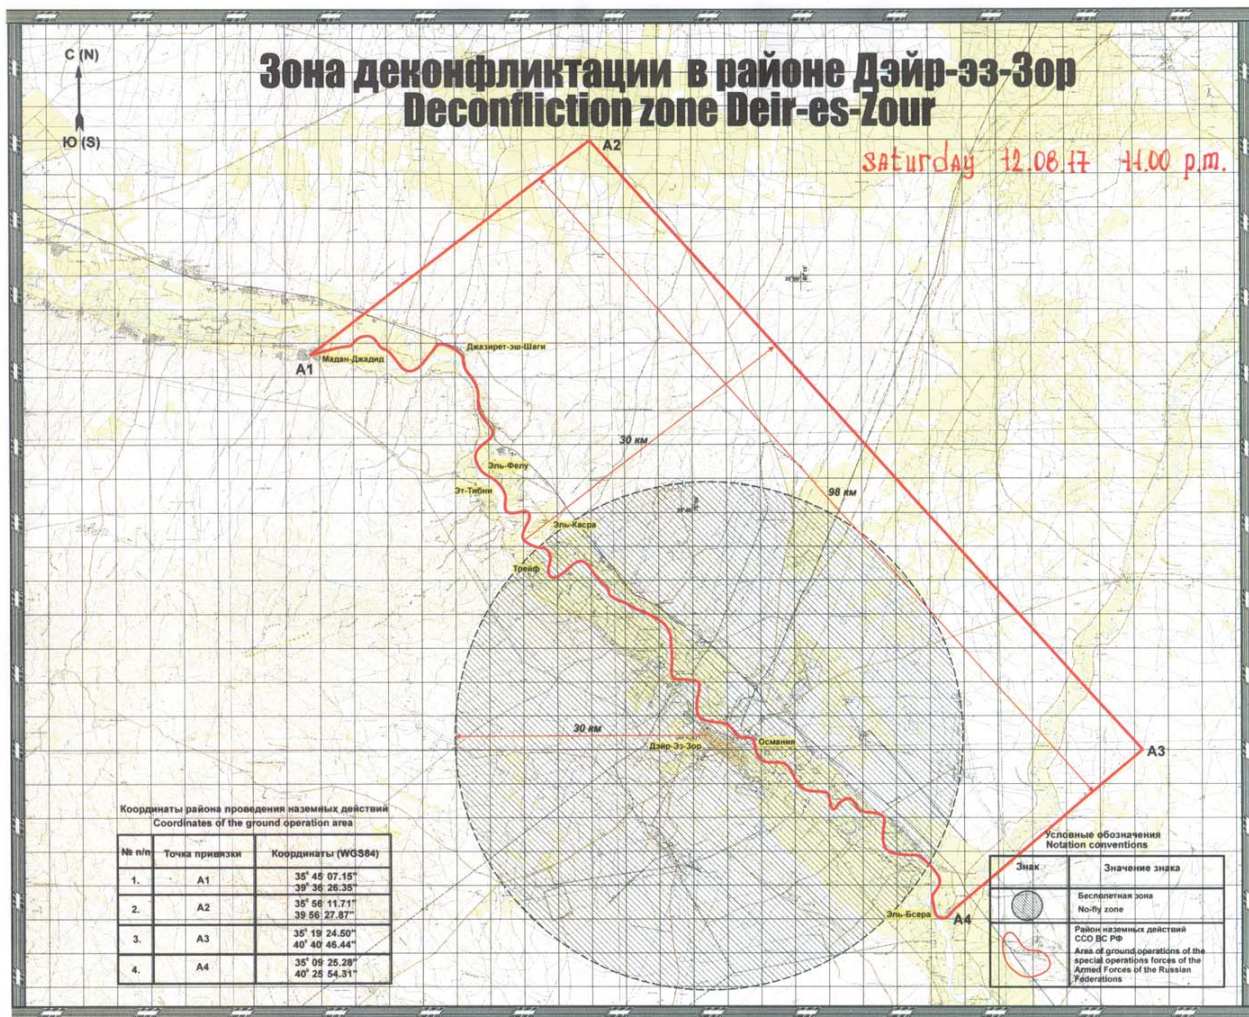 С (N)
Ю (S)
Зона деконфликтации в районе Дэйр-эз-Зор
Deconfliction zone Deir-es-Zour
saturday 12.08.17 11.00 p.m.
A2
A1
Мадан-Джадид
Джазирет-эш-Шаги
30 км
Эль-Фелу
Эт-Тибни
98 км
Эль-Касра
Трейф
30 км
Дэйр-Эз-Зор
Османия
A3
Эль-Бсера
A4
Координаты района проведения наземных действий
Coordinates of the ground operation area
№ п/п Точка привязки Координаты (WGS84)
1. A1 35° 45' 07.15"
39° 36' 26.35"
2. A2 35° 56' 11.71"
39 56' 27.87"
3. A3 35° 19' 24.50"
40° 40' 46.44"
4. A4 35° 09' 25.28"
40° 25' 54.31"
Условные обозначения
Notation conventions
Знак Значение знака
Бесполетная зона
No-fly zone
Район наземных действий
ССО ВС РФ
Area of ground operations of the
special operations forces of the
Armed Forces of the Russian
Federations